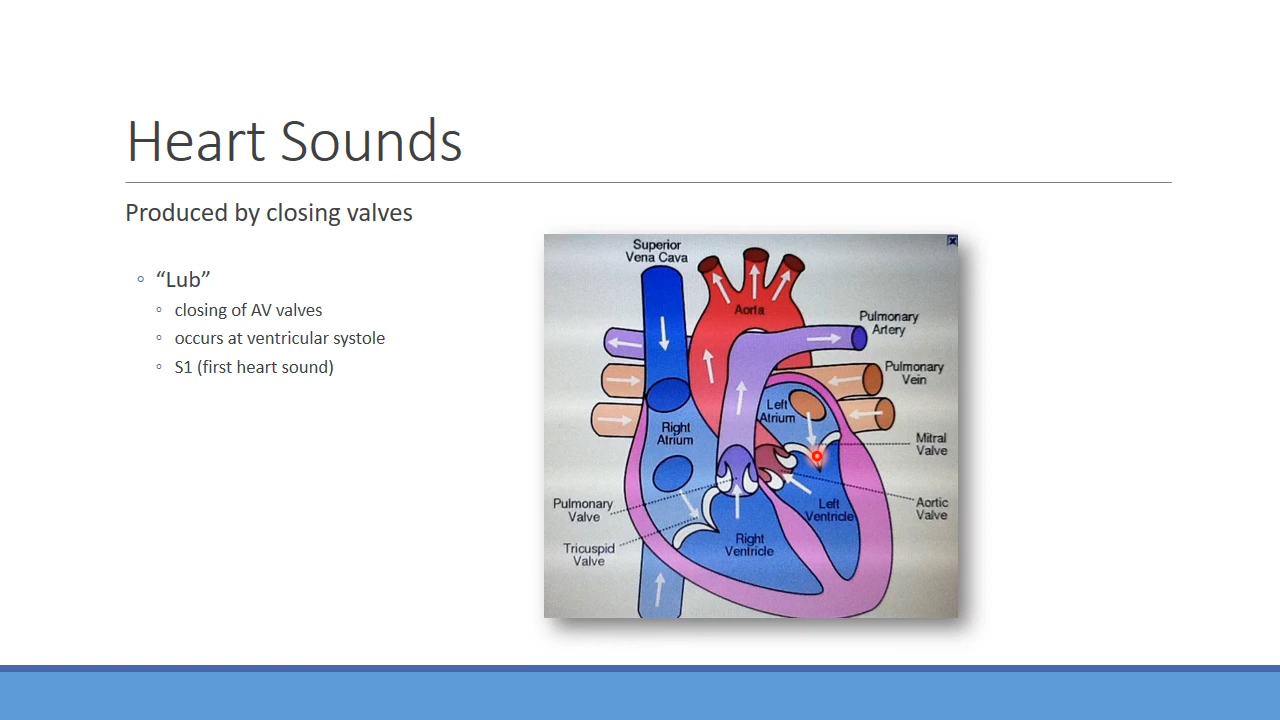 Heart Sounds
Produced by closing valves
“Lub”
closing of AV valves
occurs at ventricular systole
S1 (first heart sound)
Superior
Vena Cava
Aorta
Pulmonary
Artery
Pulmonary
Vein
Left
Atrium
Right
Atrium
Mitral
Valve
Pulmonary
Valve
Left
Ventricle
Aortic
Valve
Tricuspid
Valve
Right
Ventricle